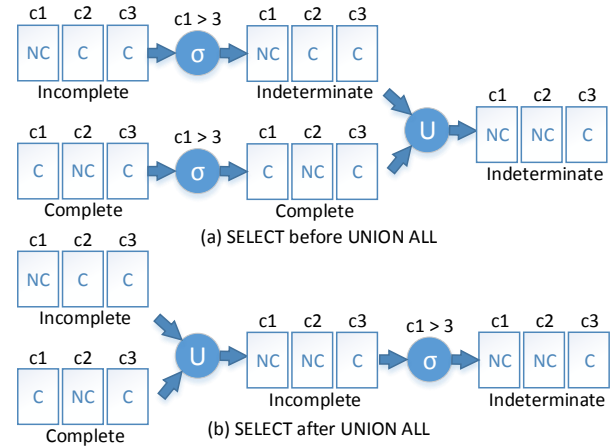 c1 c2 c3 c1 > 3 c1 c2 c3
NC C C σ NC C C
Incomplete Indeterminate
c1 c2 c3
U NC NC C
Indeterminate
c1 c2 c3 c1 > 3 c1 c2 c3
C NC C σ C NC C
Complete Complete
(a) SELECT before UNION ALL
c1 c2 c3
NC C C
Incomplete
c1 c2 c3 c1 > 3 c1 c2 c3
U NC NC C σ NC NC C
Incomplete Indeterminate
c1 c2 c3
C NC C
Complete
(b) SELECT after UNION ALL